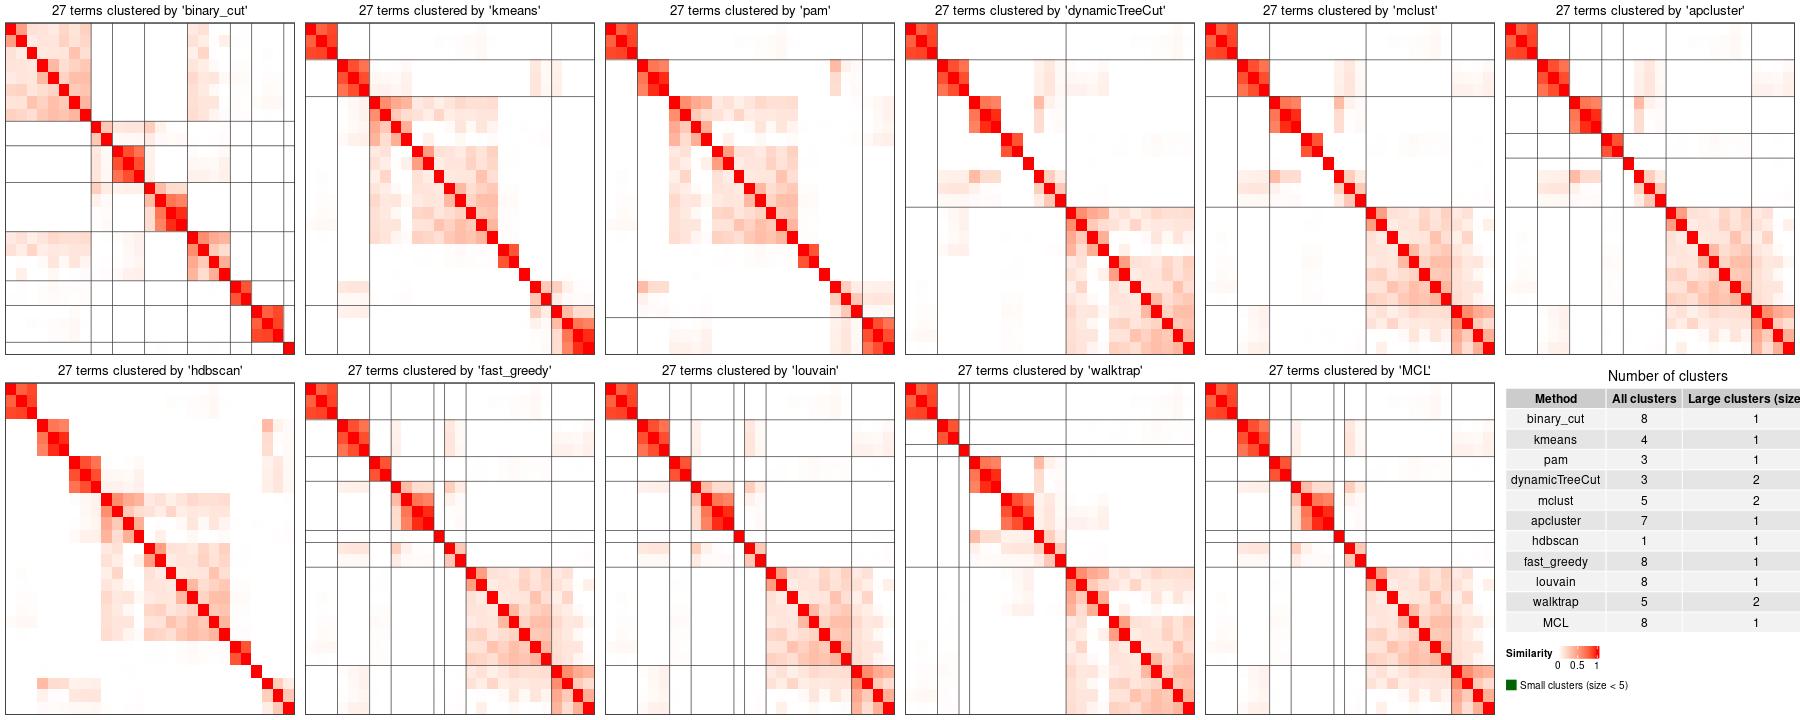 27 terms clustered by 'binary_cut'
27 terms clustered by 'kmeans'
27 terms clustered by 'pam'
27 terms clustered by 'dynamicTreeCut'
27 terms clustered by 'mclust'
27 terms clustered by 'apcluster'
27 terms clustered by 'hdbscan'
27 terms clustered by 'fast_greedy'
27 terms clustered by 'louvain'
27 terms clustered by 'walktrap'
27 terms clustered by 'MCL'
Number of clusters
Method All clusters Large clusters (size
binary_cut 8 1
kmeans 4 1
pam 3 1
dynamicTreeCut 3 2
mclust 5 2
apcluster 7 1
hdbscan 1 1
fast_greedy 8 1
louvain 8 1
walktrap 5 2
MCL 8 1
Similarity
0 0.5 1
Small clusters (size < 5)